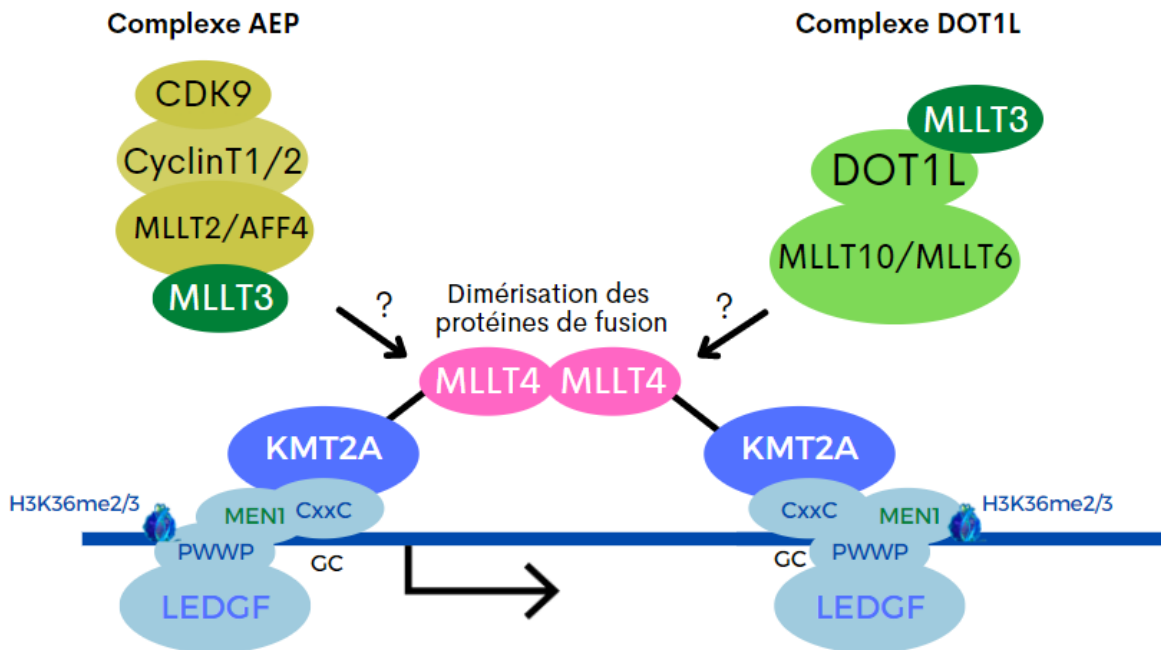 Complexe AEP
Complexe DOT1L
CDK9
CyclinT1/2
MLLT2/AFF4
MLLT3
MLLT3
DOT1L
MLLT10/MLLT6
?
Dimérisation des
protéines de fusion
?
MLLT4 MLLT4
KMT2A
KMT2A
H3K36me2/3
MEN1
CxxC
CxxC
MEN1
H3K36me2/3
PWWP
GC
GC
PWWP
LEDGF
LEDGF